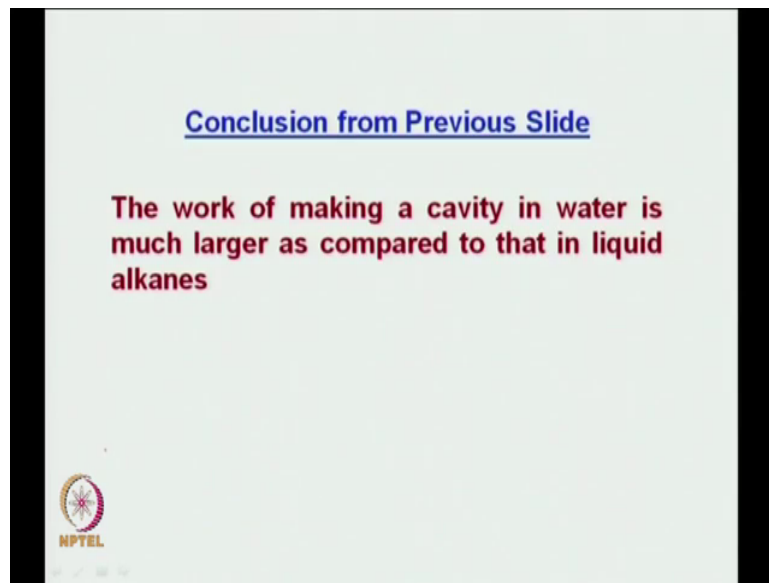 Conclusion from Previous Slide
The work of making a cavity in water is
much larger as compared to that in liquid
alkanes
NPTEL